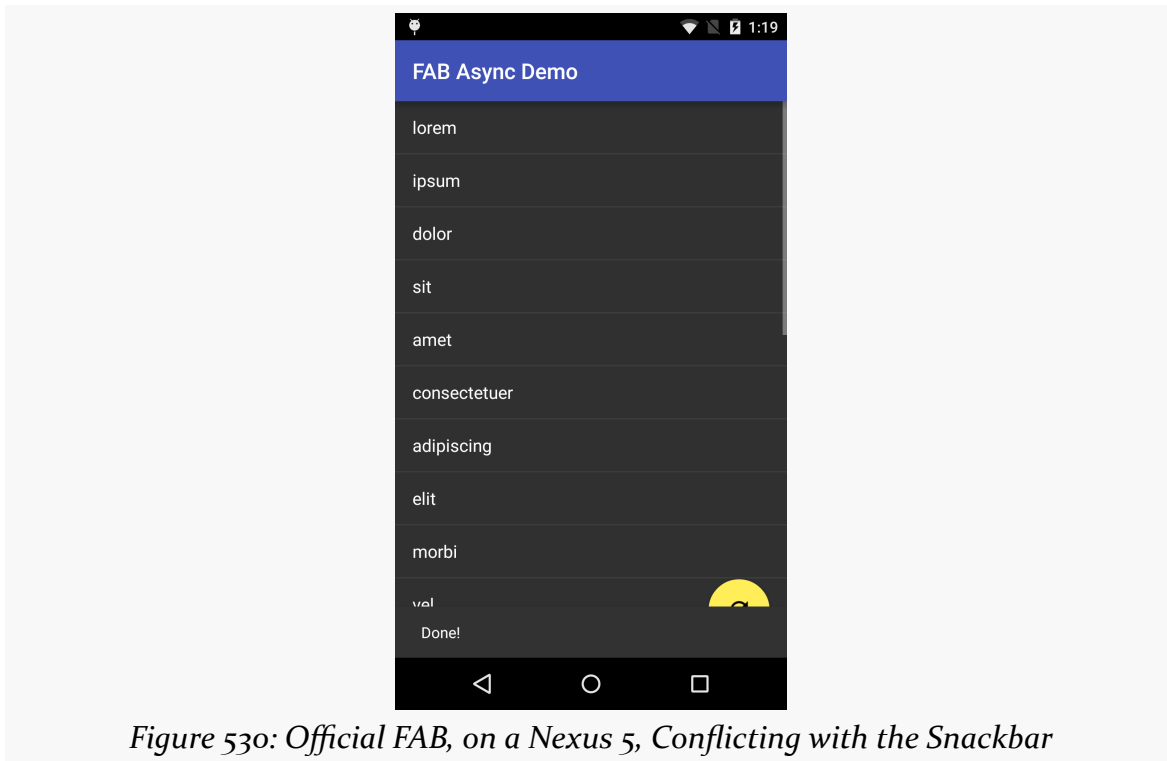 1:19
FAB Async Demo
lorem
ipsum
dolor
sit
amet
consectetuer
adipiscing
elit
morbi
vel
Done!
Figure 530: Official FAB, on a Nexus 5, Conflicting with the Snackbar